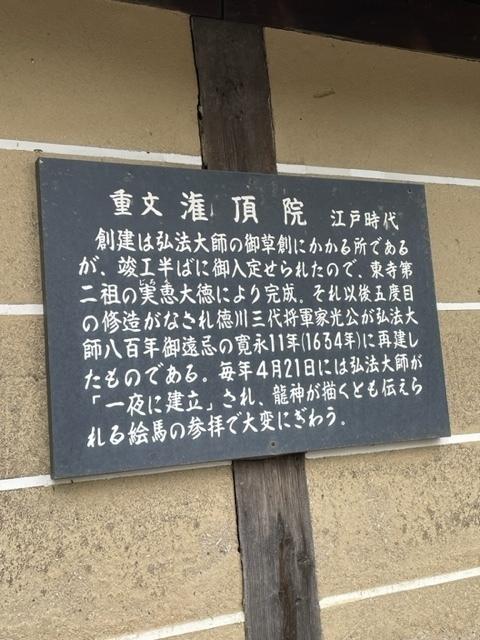 重文 潅頂院 江戸時代
創建は弘法大師の御草創にかかる所である
が、竣工半ばに御入定せられたので、東寺第
二祖の実恵大徳により完成。それ以後五度目
の修造がなされ徳川三代将軍家光公が弘法大
師八百年御遠忌の寛永11年(1634年)に再建し
たものである。毎年4月21日には弘法大師が
「一夜に建立」され、龍神が描くとも伝えら
れる絵馬の参拝で大変にぎわう。